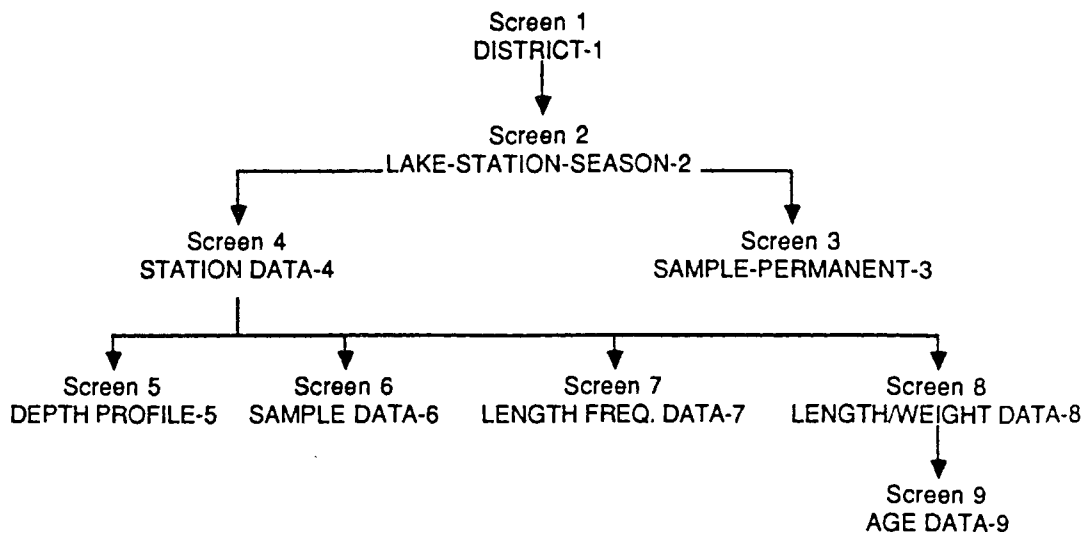 Screen 1
DISTRICT-1
Screen 2
LAKE-STATION-SEASON-2
Screen 4
STATION DATA-4
Screen 3
SAMPLE-PERMANENT-3
Screen 5
DEPTH PROFILE-5
Screen 6
SAMPLE DATA-6
Screen 7
LENGTH FREQ. DATA-7
Screen 8
LENGTH/WEIGHT DATA-8
Screen 9
AGE DATA-9